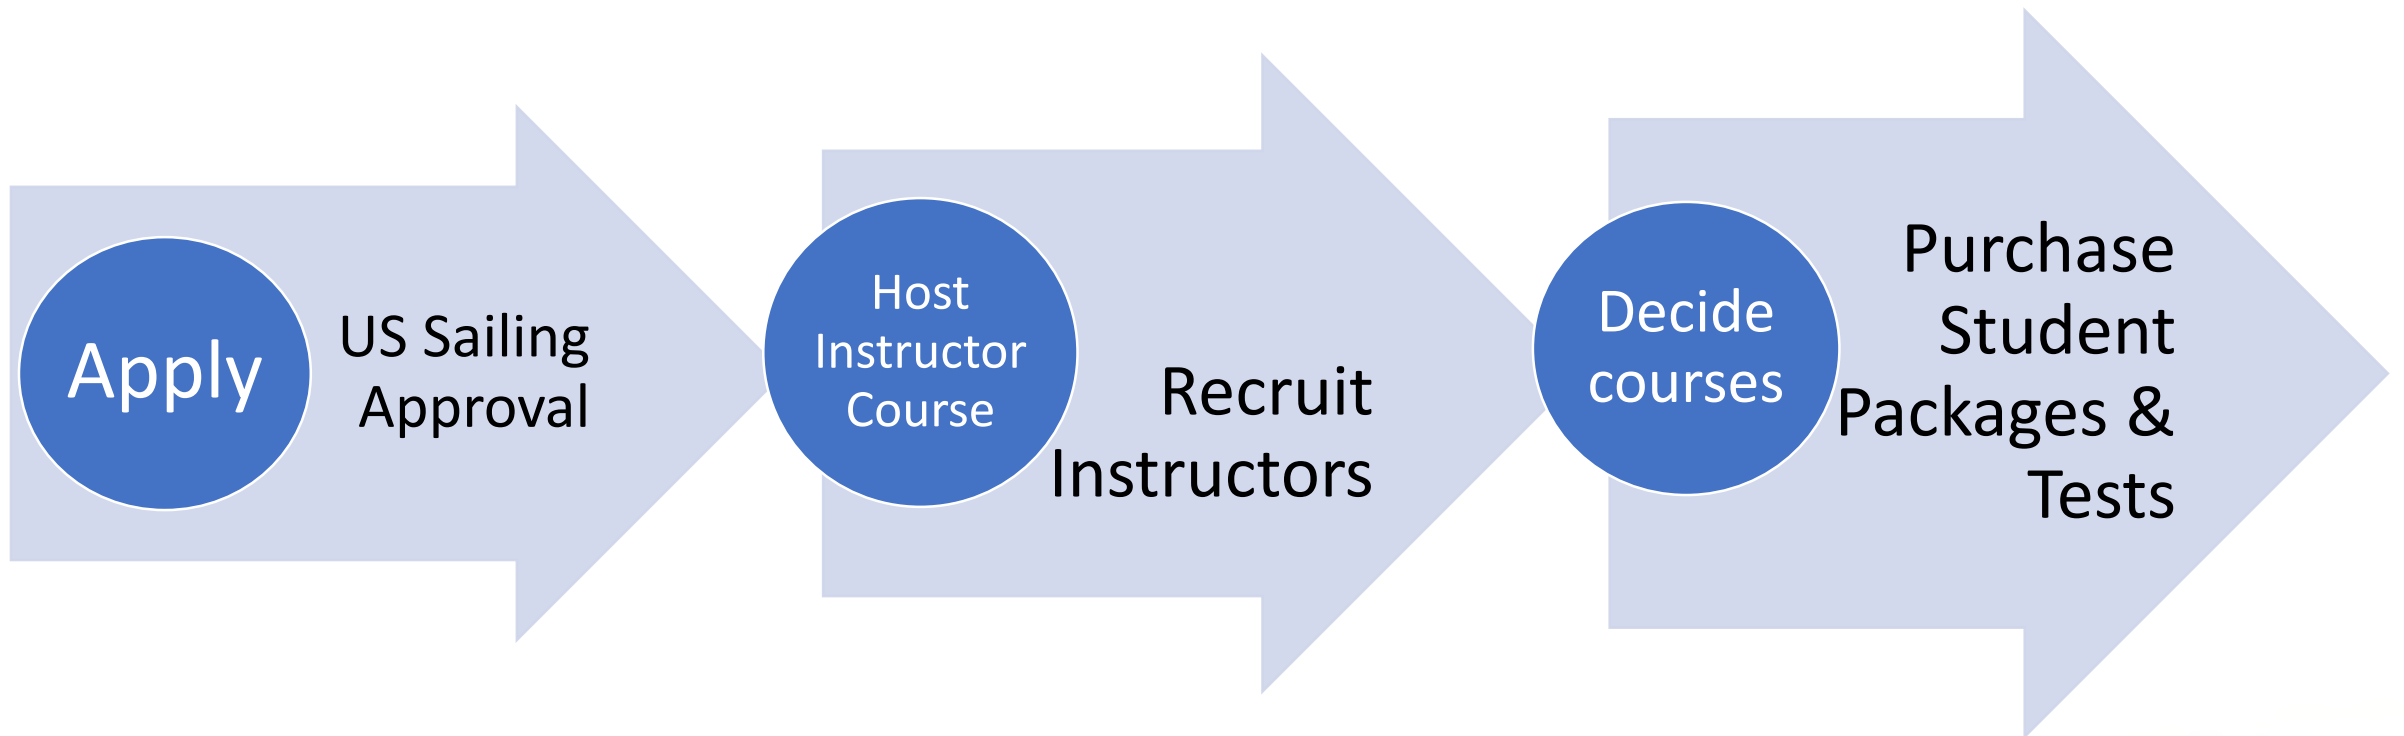 Apply
US Sailing
Approval
Host
Instructor
Course
Recruit
Instructors
Decide
courses
Purchase
Student
Packages &
Tests